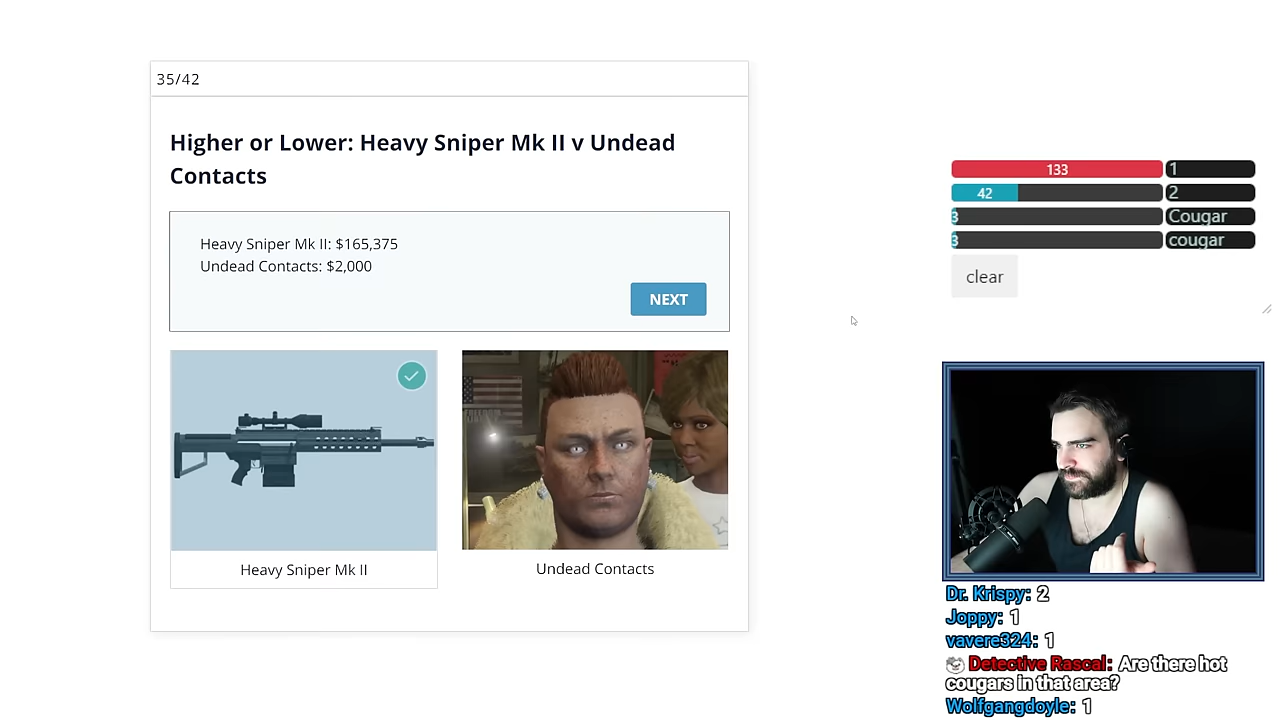 35/42
Higher or Lower: Heavy Sniper Mk II v Undead
Contacts
Heavy Sniper Mk II: $165,375
Undead Contacts: $2,000
NEXT
Heavy Sniper Mk II
Undead Contacts
133 1
42 2
3 Cougar
3 cougar
clear
Dr. Krispy: 2
Joppy: 1
vavere324: 1
Detective Rascal: Are there hot
cougars in that area?
Wolfgangdoyle: 1